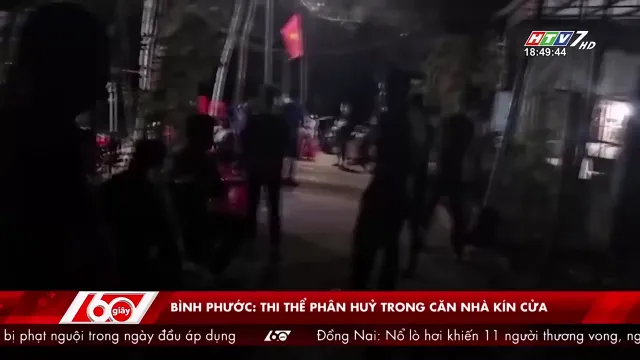 HTV7 HD
18:49:44
60 giây
BÌNH PHƯỚC: THI THỂ PHÂN HUỶ TRONG CĂN NHÀ KÍN CỬA
bị phạt nguội trong ngày đầu áp dụng 60 Đồng Nai: Nổ lò hơi khiến 11 người thương vong, ng